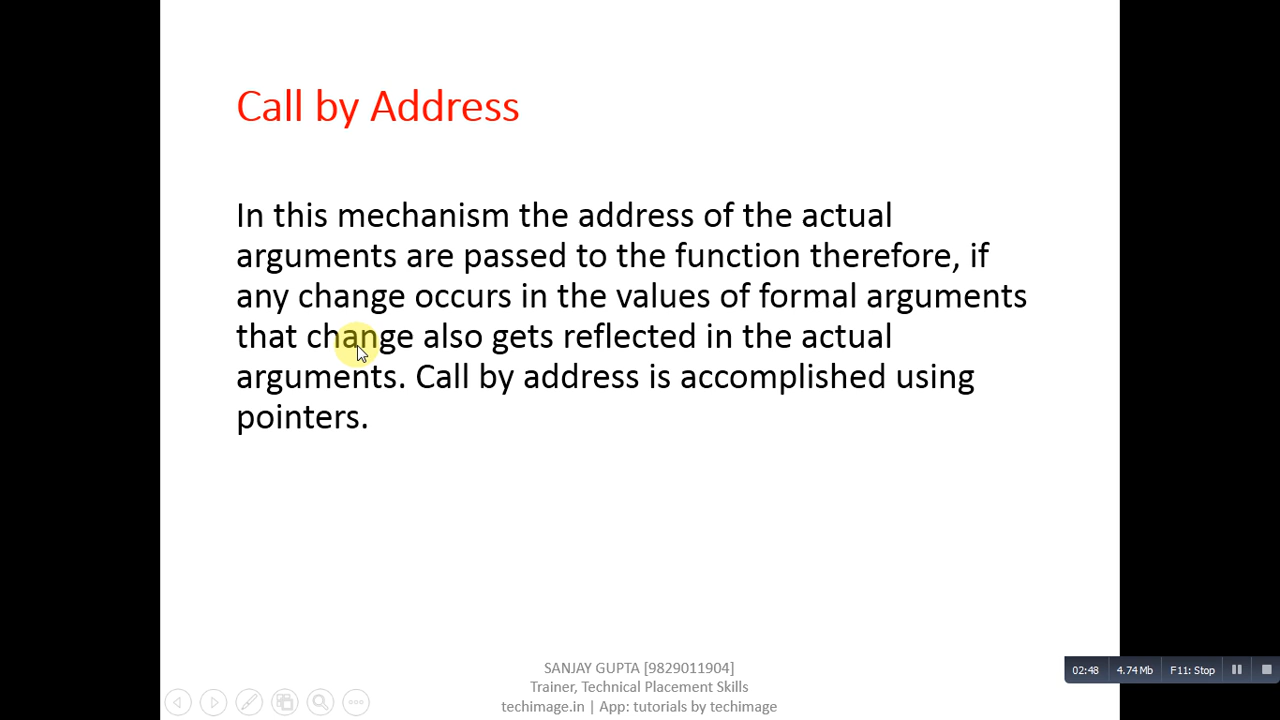 Call by Address
In this mechanism the address of the actual
arguments are passed to the function therefore, if
any change occurs in the values of formal arguments
that change also gets reflected in the actual
arguments. Call by address is accomplished using
pointers.
SANJAY GUPTA [9829011904]
Trainer, Technical Placement Skills
techimage.in | App: tutorials by techimage
02:48 4.74 Mb F11: Stop